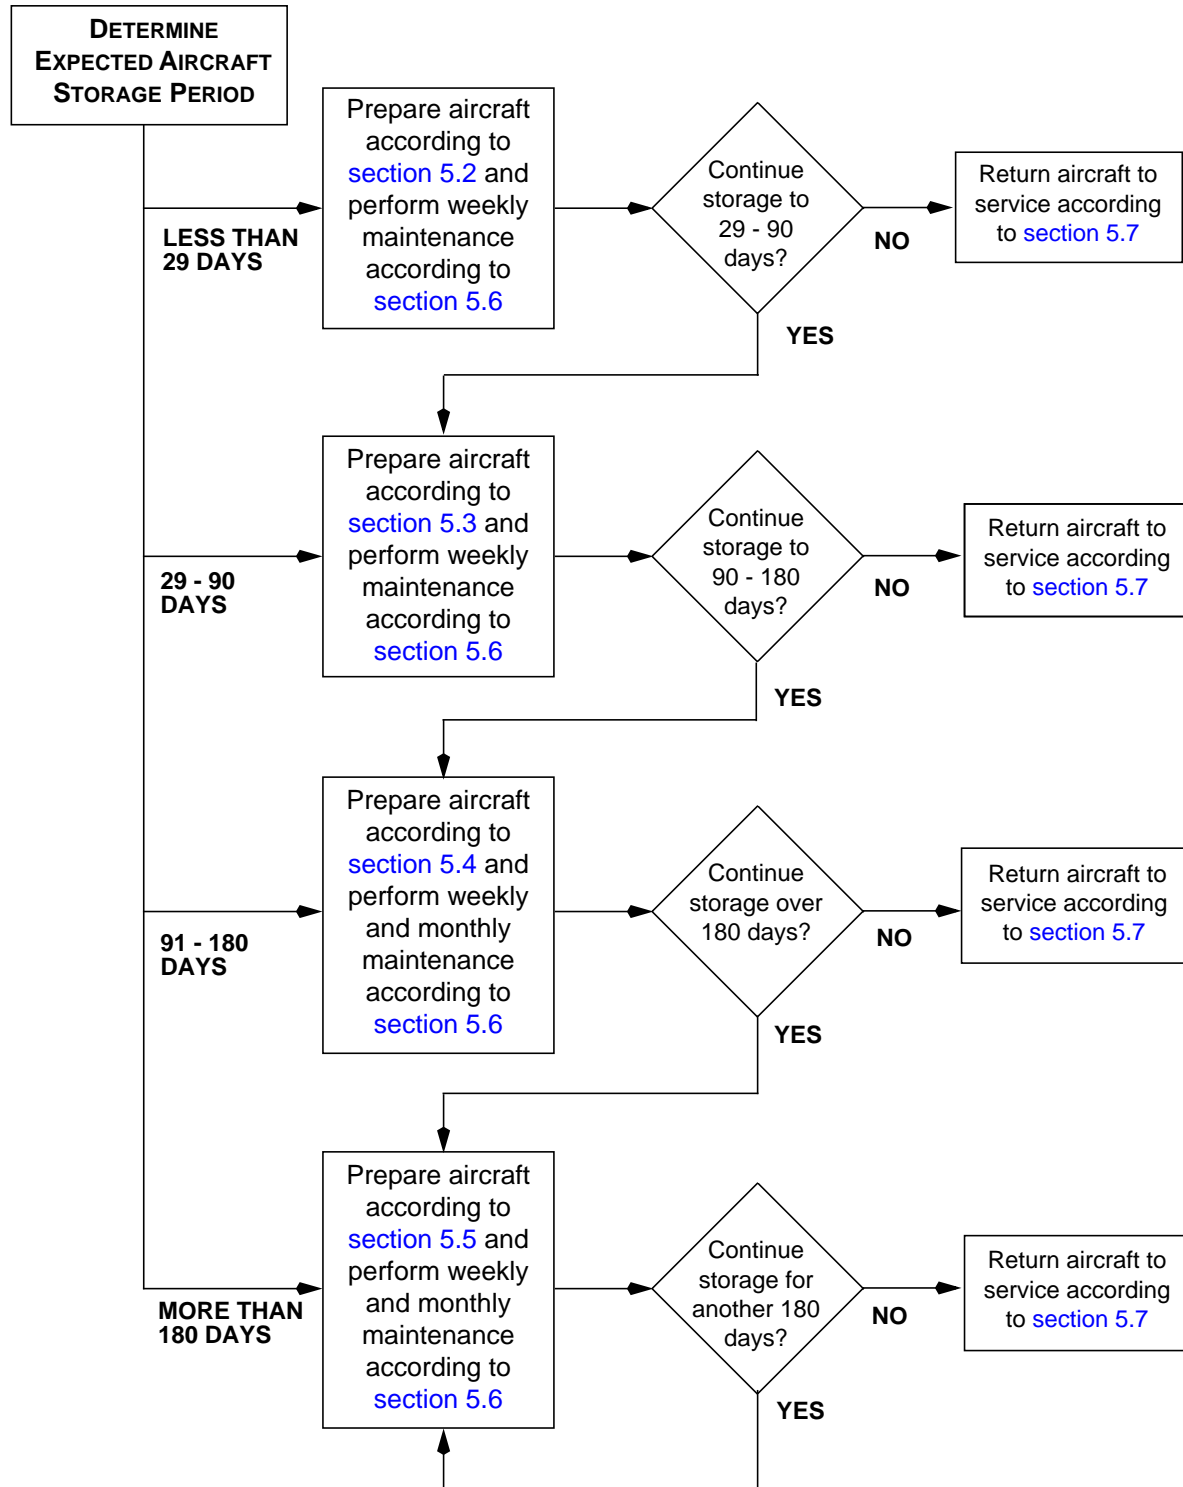 DETERMINE
EXPECTED AIRCRAFT
STORAGE PERIOD
LESS THAN
29 DAYS
Prepare aircraft
according to
section 5.2 and
perform weekly
maintenance
according to
section 5.6
Continue
storage to
29 - 90
days?
NO
Return aircraft to
service according
to section 5.7
YES
29 - 90
DAYS
Prepare aircraft
according to
section 5.3 and
perform weekly
maintenance
according to
section 5.6
Continue
storage to
90 - 180
days?
NO
Return aircraft to
service according
to section 5.7
YES
91 - 180
DAYS
Prepare aircraft
according to
section 5.4 and
perform weekly
and monthly
maintenance
according to
section 5.6
Continue
storage over
180 days?
NO
Return aircraft to
service according
to section 5.7
YES
MORE THAN
180 DAYS
Prepare aircraft
according to
section 5.5 and
perform weekly
and monthly
maintenance
according to
section 5.6
Continue
storage for
another 180
days?
NO
Return aircraft to
service according
to section 5.7
YES